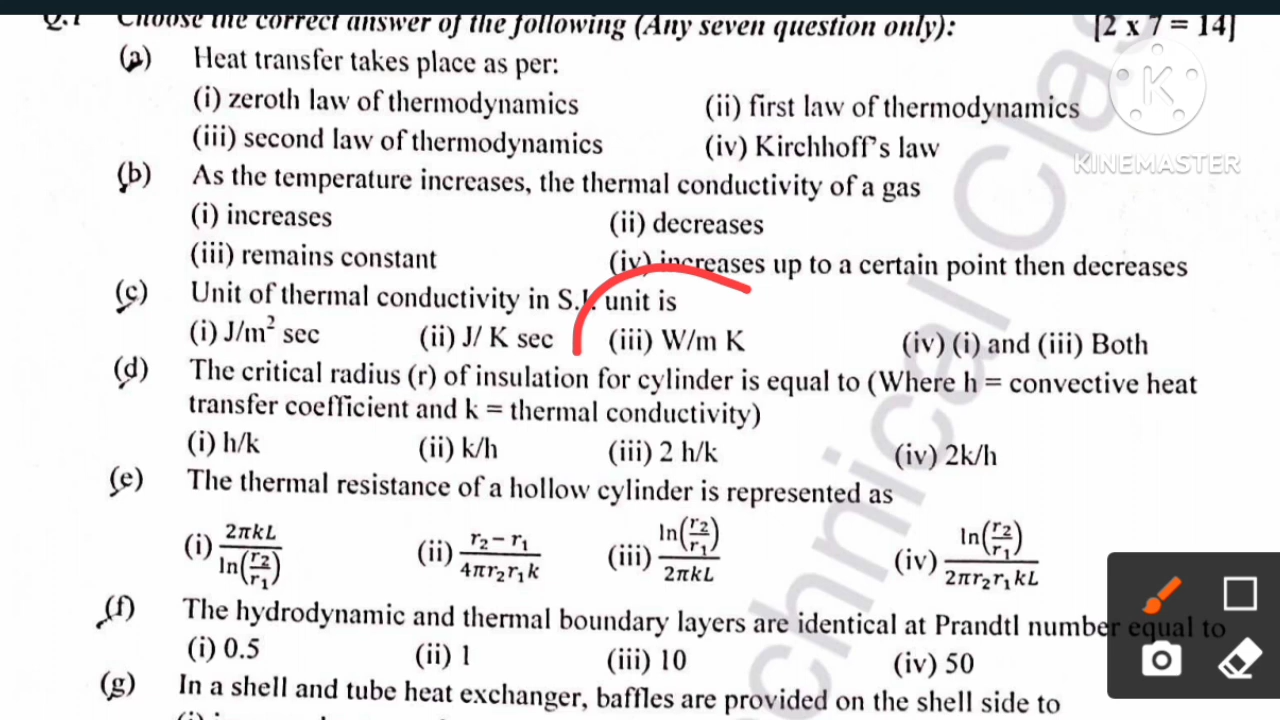 Q.1 Choose the correct answer of the following (Any seven question only): [2 x 7 = 14]
(a) Heat transfer takes place as per:
(i) zeroth law of thermodynamics (ii) first law of thermodynamics
(iii) second law of thermodynamics (iv) Kirchhoff's law
K
KINEMASTER
(b) As the temperature increases, the thermal conductivity of a gas
(i) increases (ii) decreases
(iii) remains constant (iv) increases up to a certain point then decreases
(c) Unit of thermal conductivity in S.I. unit is
(i) J/m² sec (ii) J/ K sec (iii) W/m K (iv) (i) and (iii) Both
(d) The critical radius (r) of insulation for cylinder is equal to (Where h = convective heat
transfer coefficient and k = thermal conductivity)
(i) h/k (ii) k/h (iii) 2 h/k (iv) 2k/h
(e) The thermal resistance of a hollow cylinder is represented as
(i) 2πkL / ln(r₂/r₁) (ii) r₂ − r₁ / 4πr₂r₁k (iii) ln(r₂/r₁) / 2πkL (iv) ln(r₂/r₁) / 2πr₂r₁kL
(f) The hydrodynamic and thermal boundary layers are identical at Prandtl number equal to
(i) 0.5 (ii) 1 (iii) 10 (iv) 50
(g) In a shell and tube heat exchanger, baffles are provided on the shell side to